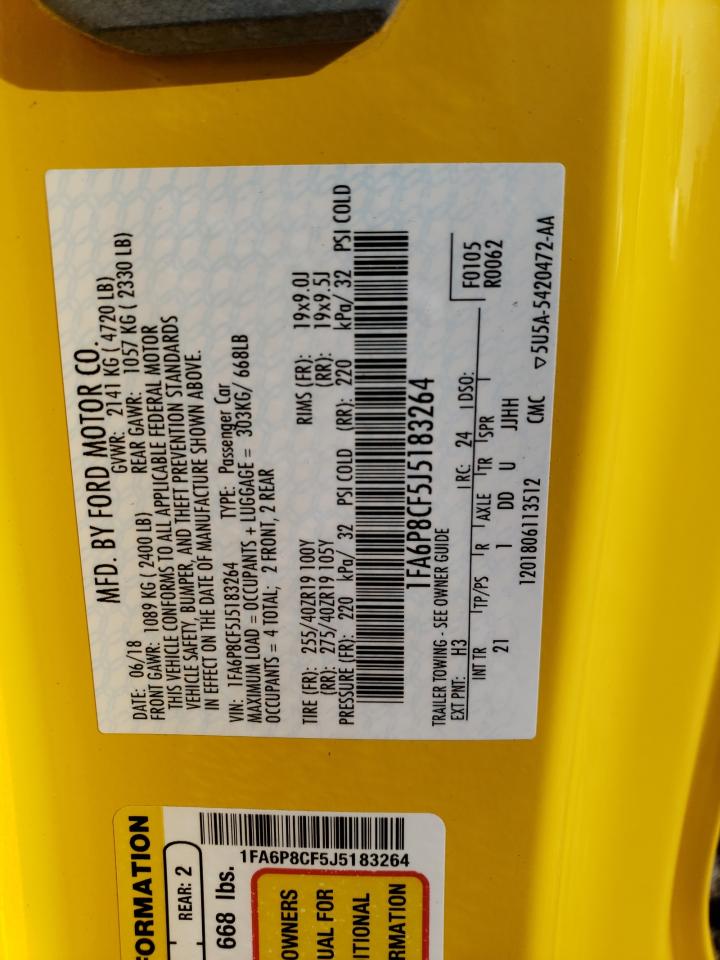 MFD. BY FORD MOTOR CO.
DATE: 06/18 GVWR: 2141 KG ( 4720 LB)
FRONT GAWR: 1089 KG ( 2400 LB) REAR GAWR: 1057 KG ( 2330 LB)
THIS VEHICLE CONFORMS TO ALL APPLICABLE FEDERAL MOTOR
VEHICLE SAFETY, BUMPER, AND THEFT PREVENTION STANDARDS
IN EFFECT ON THE DATE OF MANUFACTURE SHOWN ABOVE.
VIN: 1FA6P8CF5J5183264 TYPE: Passenger Car
MAXIMUM LOAD = OCCUPANTS + LUGGAGE = 303KG/ 668LB
OCCUPANTS = 4 TOTAL; 2 FRONT, 2 REAR
TIRE (FR): 255/40ZR19 100Y RIMS (FR): 19x9.0J
(RR): 275/40ZR19 105Y (RR): 19x9.5J
PRESSURE (FR): 220 kPa/ 32 PSI COLD (RR): 220 kPa/ 32 PSI COLD
1FA6P8CF5J5183264
TRAILER TOWING - SEE OWNER GUIDE
F0105
R0062
EXT PNT: H3 RC: 24 DSO:
INT TR TP/PS R AXLE TR SPR
21 I DD U JJHH
1201806113512 CMC ▽5U5A-5420472-AA
ORMATION
REAR: 2
668 lbs.
1FA6P8CF5J5183264
OWNERS
UAL FOR
ITIONAL
RMATION